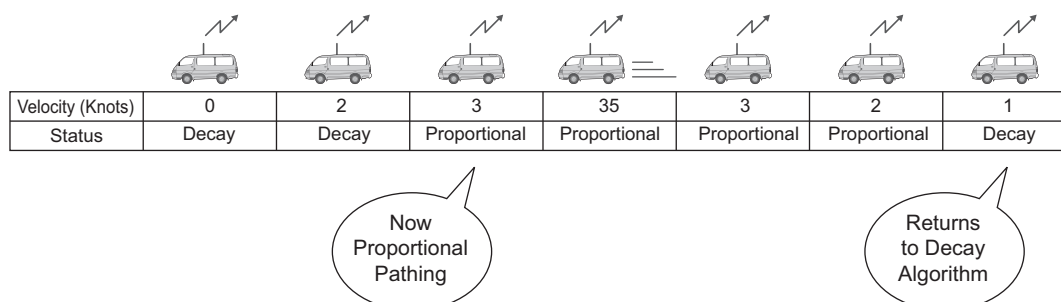 Velocity (Knots) 0 2 3 35 3 2 1
Status Decay Decay Proportional Proportional Proportional Proportional Decay
Now
Proportional
Pathing
Returns
to Decay
Algorithm